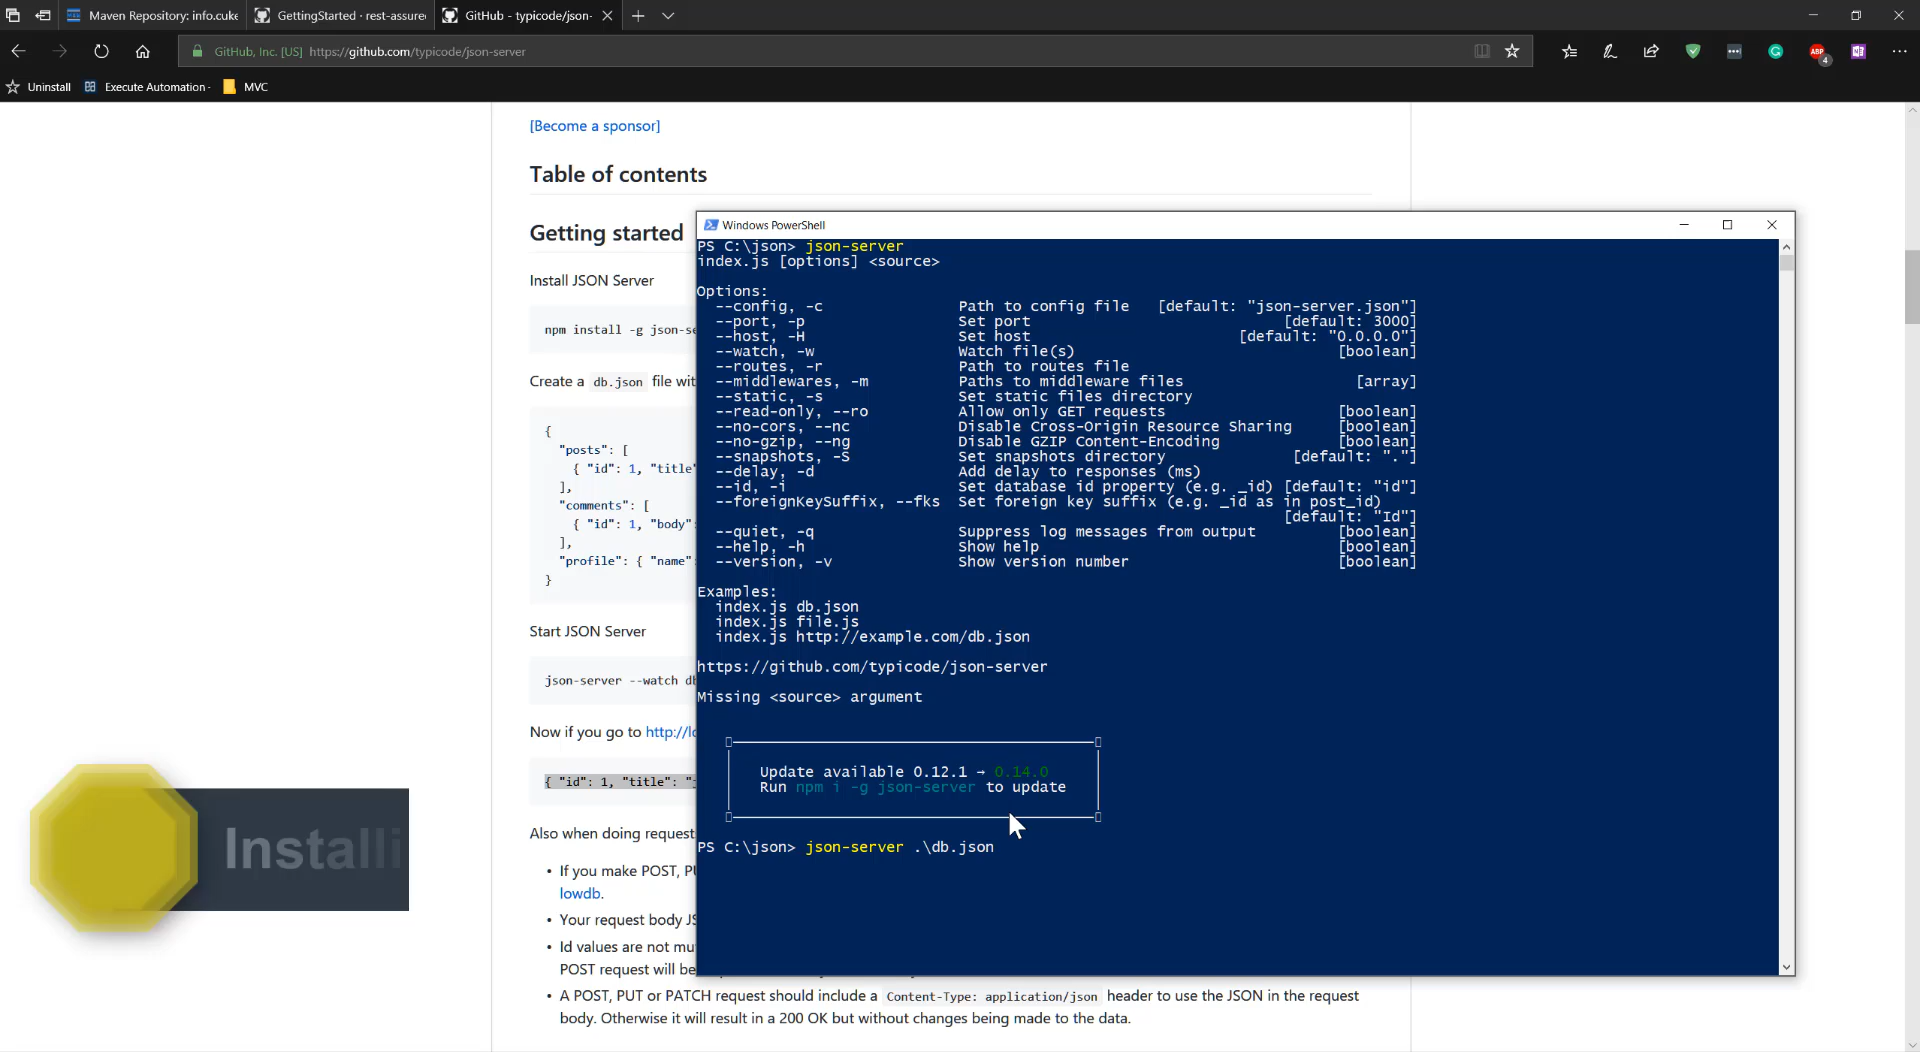 Maven Repository: info.cuke
GettingStarted · rest-assured
GitHub - typicode/json-
GitHub, Inc. [US] https://github.com/typicode/json-server
ABP
4
Uninstall
Execute Automation -
MVC
[Become a sponsor]
Table of contents
Getting started
Install JSON Server
npm install -g json-se
Create a db.json file wit
{
"posts": [
{ "id": 1, "title"
],
"comments": [
{ "id": 1, "body"
],
"profile": { "name"
}
Start JSON Server
json-server --watch db
Now if you go to http://lo
{ "id": 1, "title":
Also when doing request
• If you make POST, PU
lowdb.
• Your request body JS
• Id values are not mu
POST request will be
• A POST, PUT or PATCH request should include a Content-Type: application/json header to use the JSON in the request
body. Otherwise it will result in a 200 OK but without changes being made to the data.
Windows PowerShell
PS C:\json> json-server
index.js [options] <source>
Options:
--config, -c Path to config file [default: "json-server.json"]
--port, -p Set port [default: 3000]
--host, -H Set host [default: "0.0.0.0"]
--watch, -w Watch file(s) [boolean]
--routes, -r Path to routes file
--middlewares, -m Paths to middleware files [array]
--static, -s Set static files directory
--read-only, --ro Allow only GET requests [boolean]
--no-cors, --nc Disable Cross-Origin Resource Sharing [boolean]
--no-gzip, --ng Disable GZIP Content-Encoding [boolean]
--snapshots, -S Set snapshots directory [default: "."]
--delay, -d Add delay to responses (ms)
--id, -i Set database id property (e.g. _id) [default: "id"]
--foreignKeySuffix, --fks Set foreign key suffix (e.g. _id as in post_id)
[default: "Id"]
--quiet, -q Suppress log messages from output [boolean]
--help, -h Show help [boolean]
--version, -v Show version number [boolean]
Examples:
index.js db.json
index.js file.js
index.js http://example.com/db.json
https://github.com/typicode/json-server
Missing <source> argument
Update available 0.12.1 → 0.14.0
Run npm i -g json-server to update
PS C:\json> json-server .\db.json
Installi